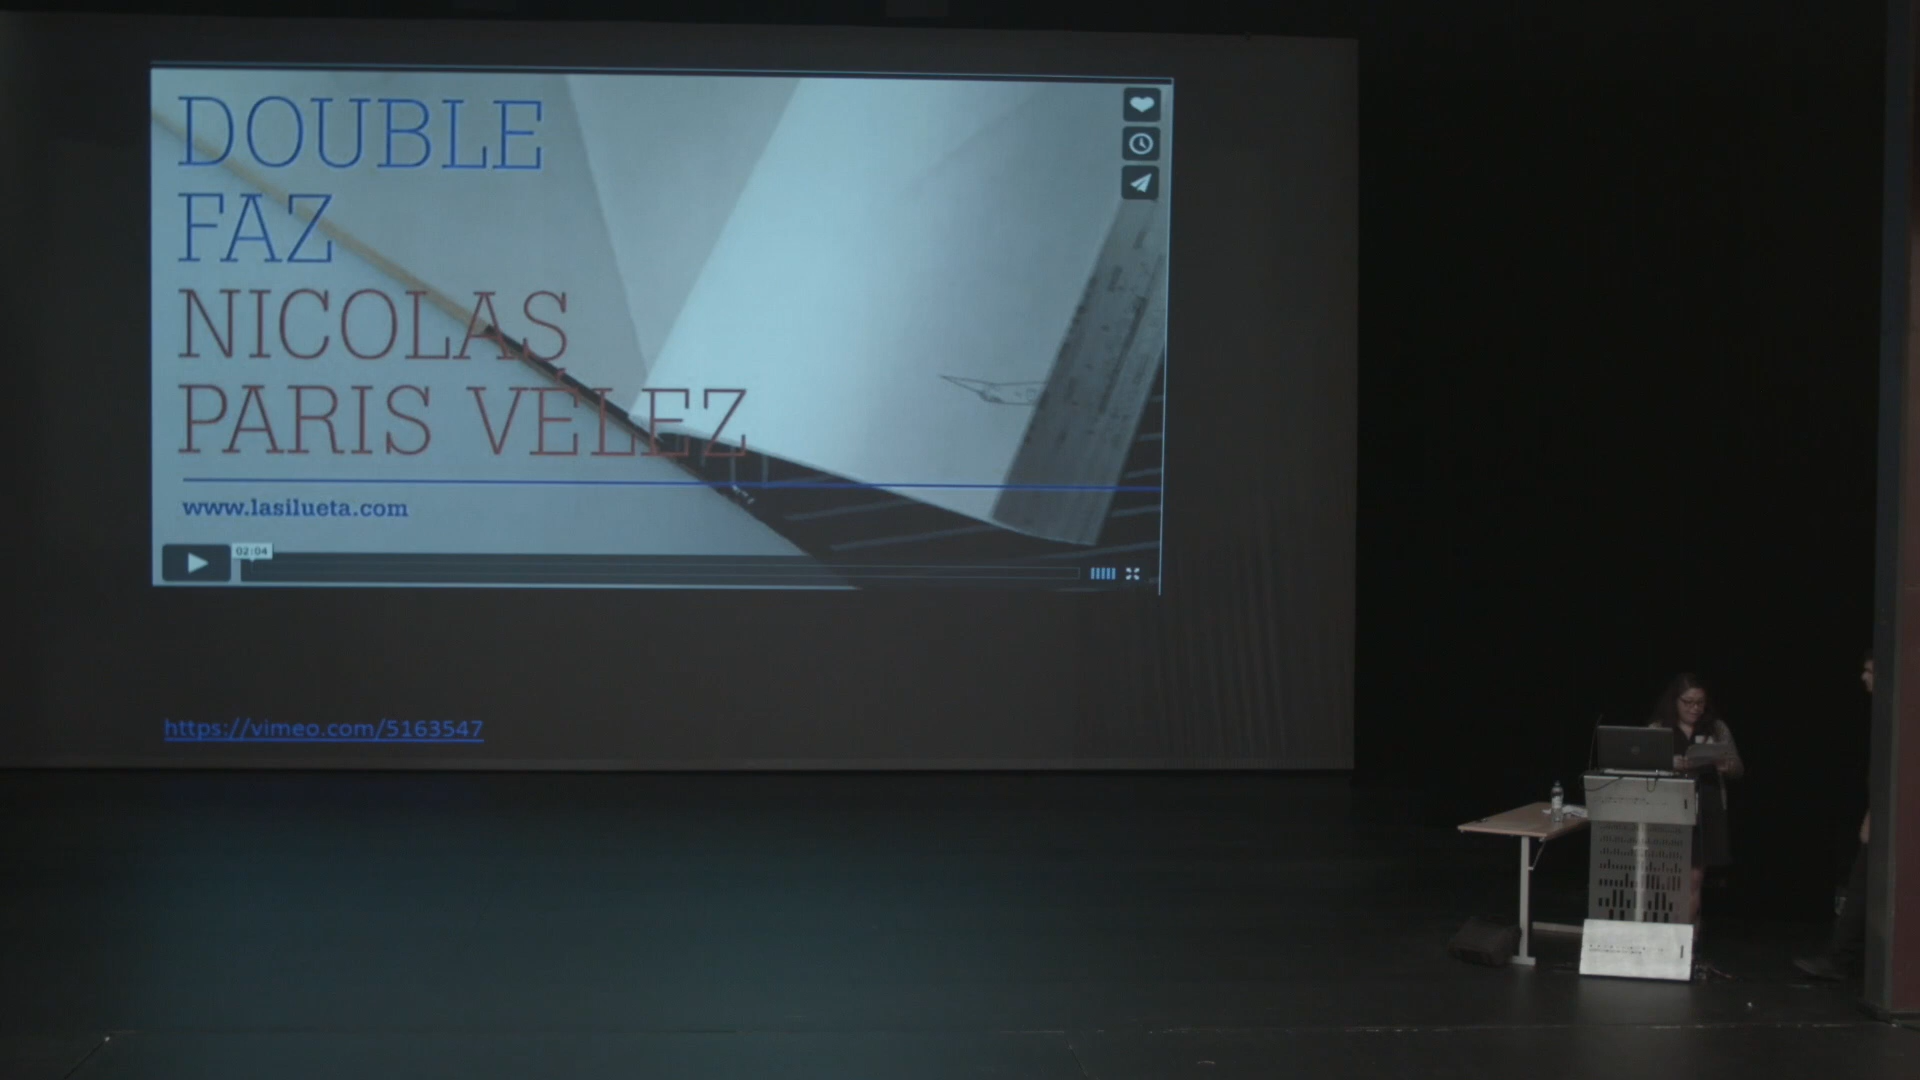 DOUBLE
FAZ
NICOLAS
PARIS VÉLEZ
www.lasilueta.com
02:04
https://vimeo.com/5163547